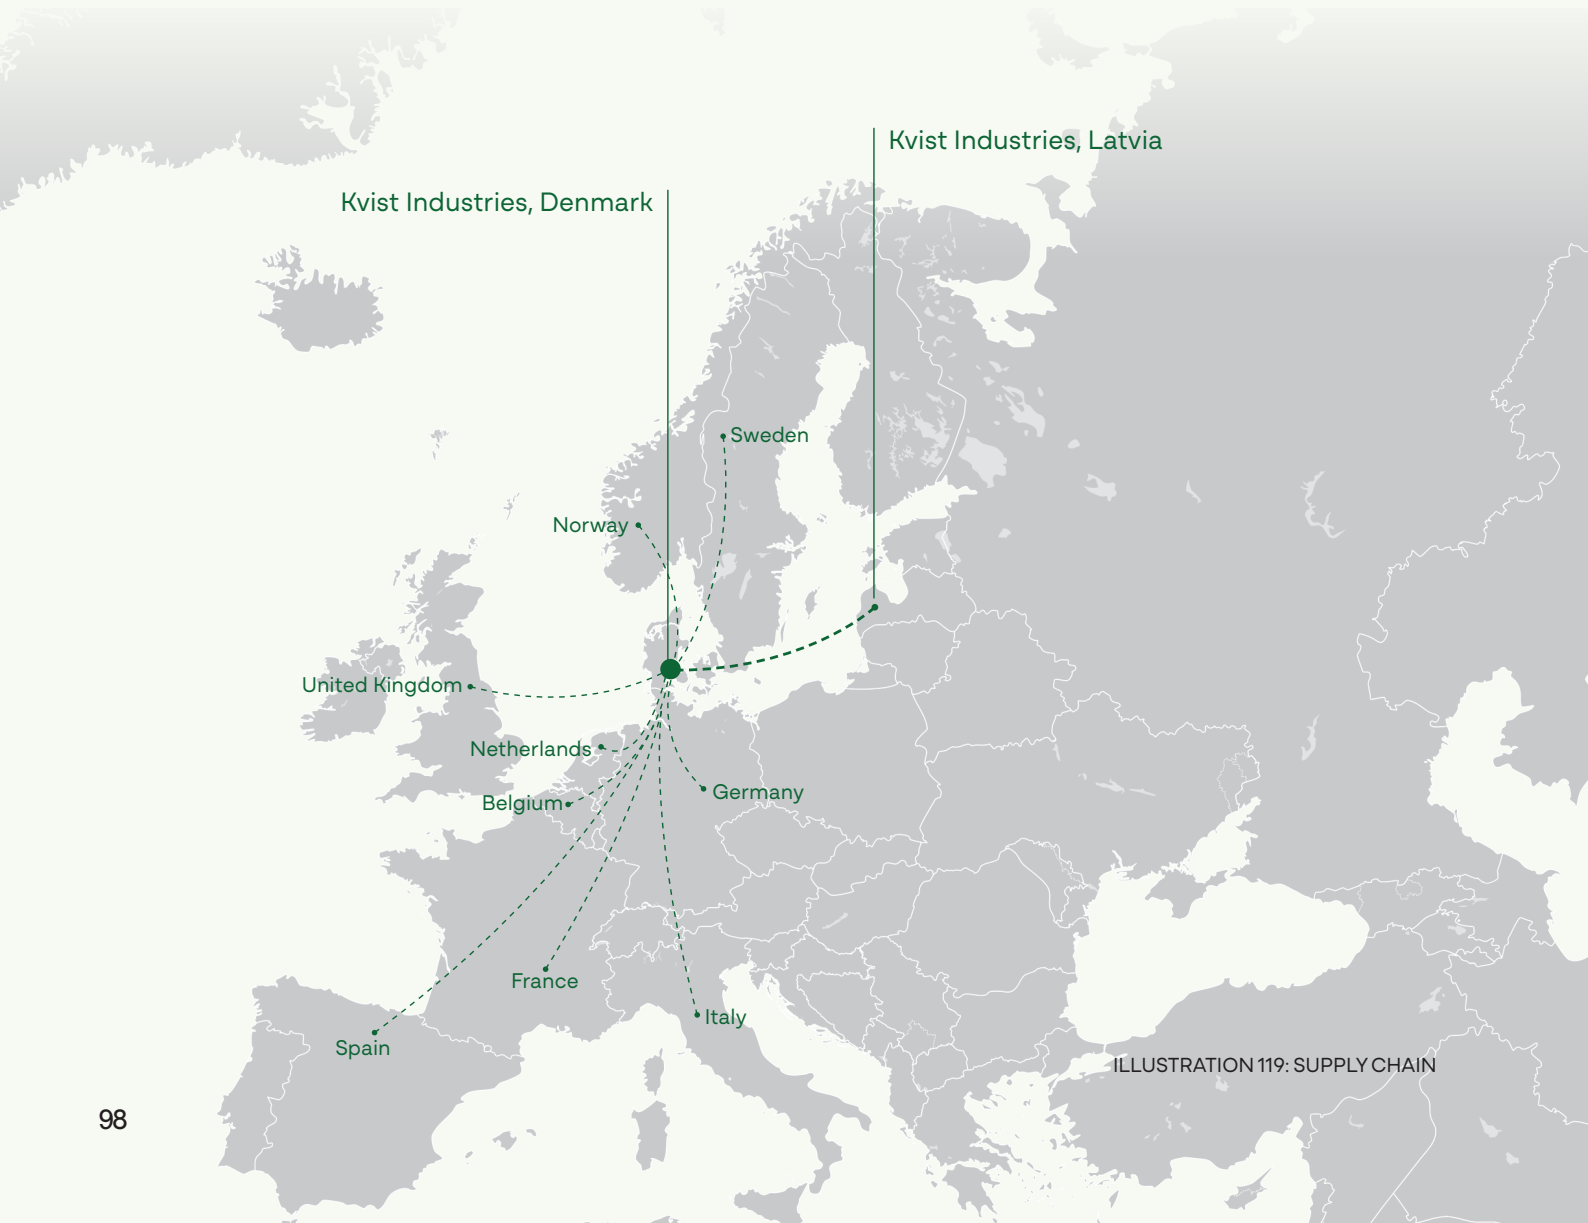 Kvist Industries, Latvia
Kvist Industries, Denmark
Sweden
Norway
United Kingdom
Netherlands
Germany
Belgium
France
Italy
Spain
ILLUSTRATION 119: SUPPLY CHAIN
98